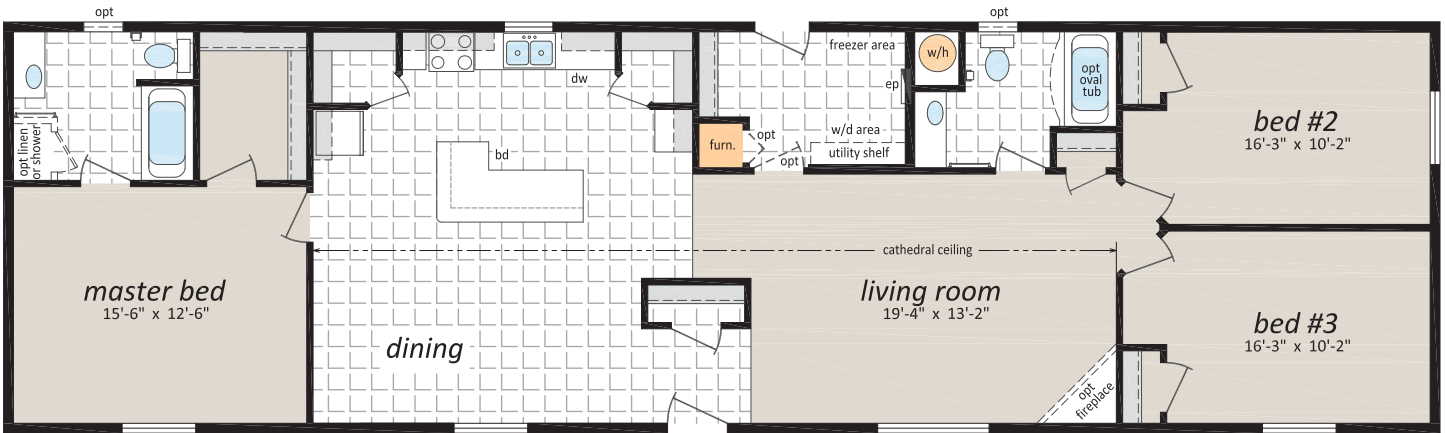 opt
opt
freezer area
w/h
dw
ep
opt
oval
tub
bed #2
16'-3" x 10'-2"
opt linen
or shower
furn.
opt
w/d area
bd
opt
utility shelf
cathedral ceiling
master bed
15'-6" x 12'-6"
living room
19'-4" x 13'-2"
bed #3
16'-3" x 10'-2"
dining
opt
fireplace